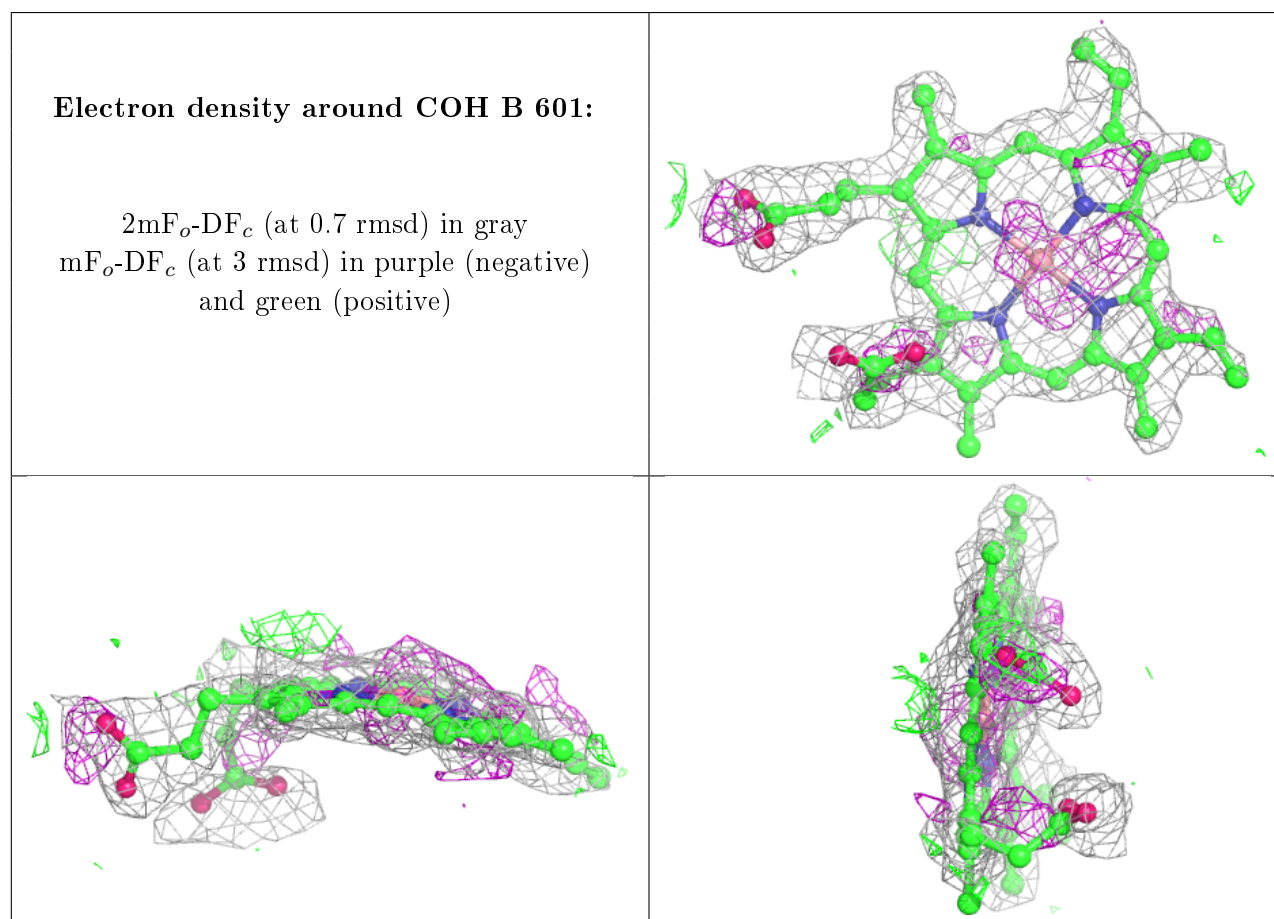 Electron density around COH B 601:
2mFₒ-DF𝒸 (at 0.7 rmsd) in gray
mFₒ-DF𝒸 (at 3 rmsd) in purple (negative)
and green (positive)